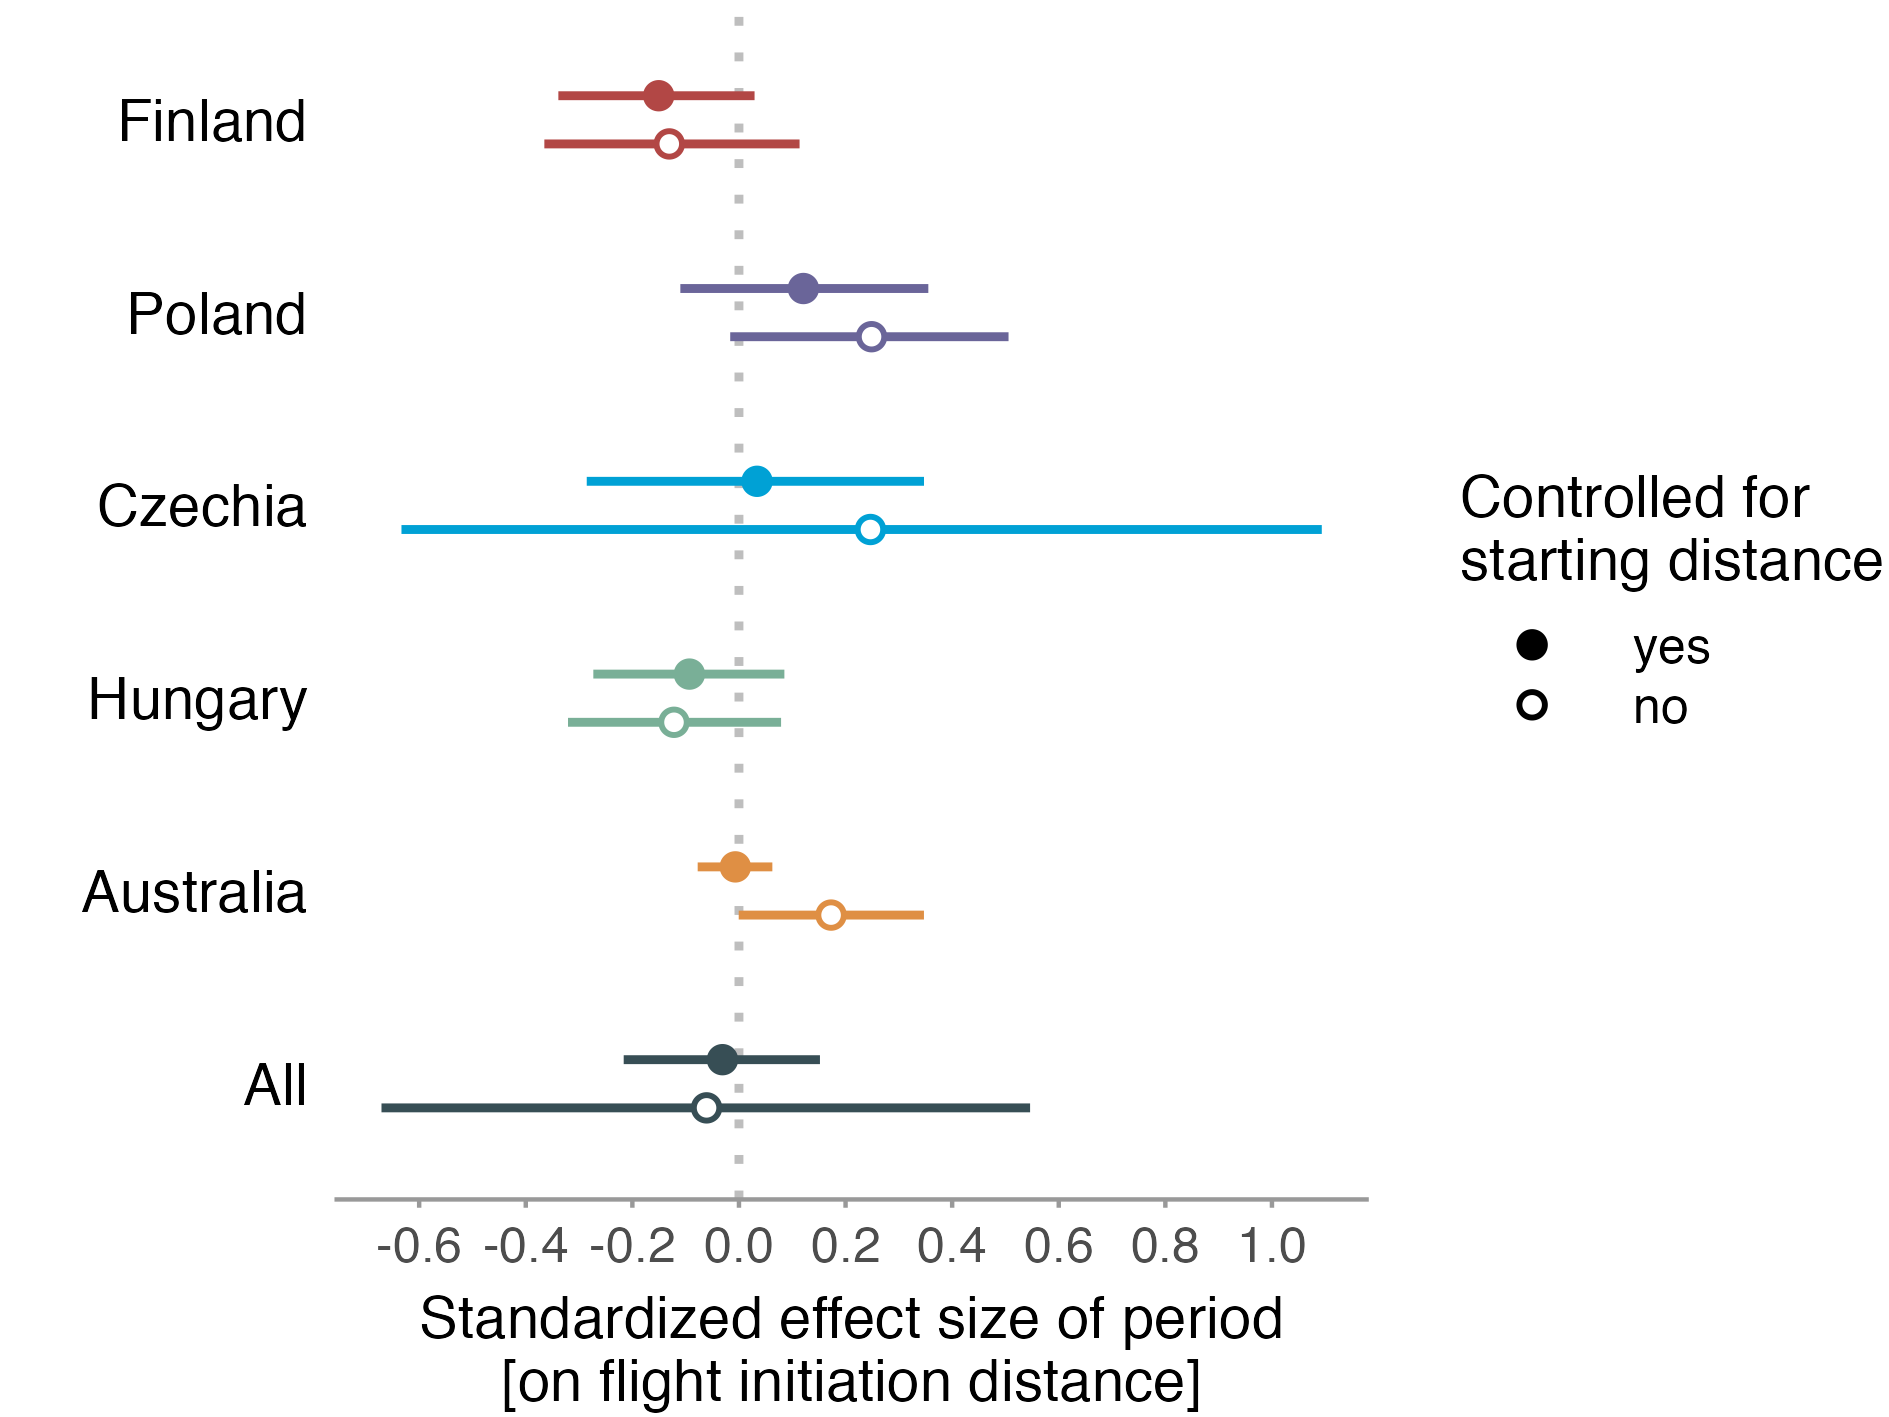 Finland
Poland
Czechia
Hungary
Australia
All
Controlled for
starting distance
yes
no
-0.6 -0.4 -0.2 0.0 0.2 0.4 0.6 0.8 1.0
Standardized effect size of period
[on flight initiation distance]